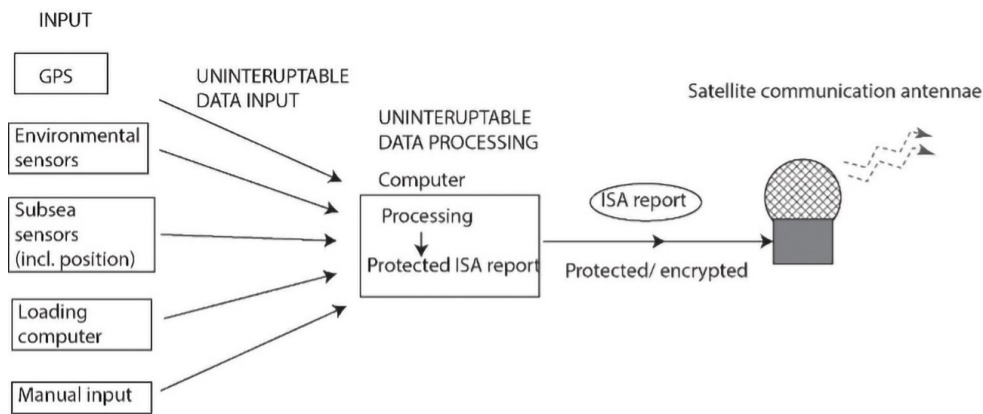 INPUT
GPS
Environmental
sensors
Subsea
sensors
(incl. position)
Loading
computer
Manual input
UNINTERUPTABLE
DATA INPUT
UNINTERUPTABLE
DATA PROCESSING
Computer
Processing
Protected ISA report
ISA report
Protected/ encrypted
Satellite communication antennae